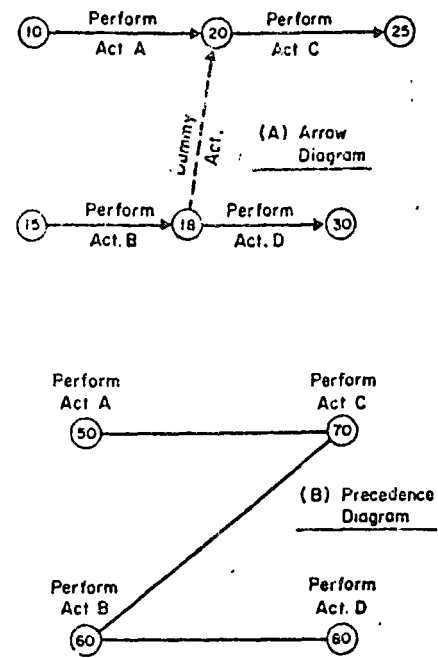 10
Perform
Act A
20
Perform
Act C
25
Dummy
Act.
(A) Arrow
Diagram
15
Perform
Act. B
18
Perform
Act. D
30
Perform
Act A
50
Perform
Act C
70
(B) Precedence
Diagram
Perform
Act B
60
Perform
Act. D
80